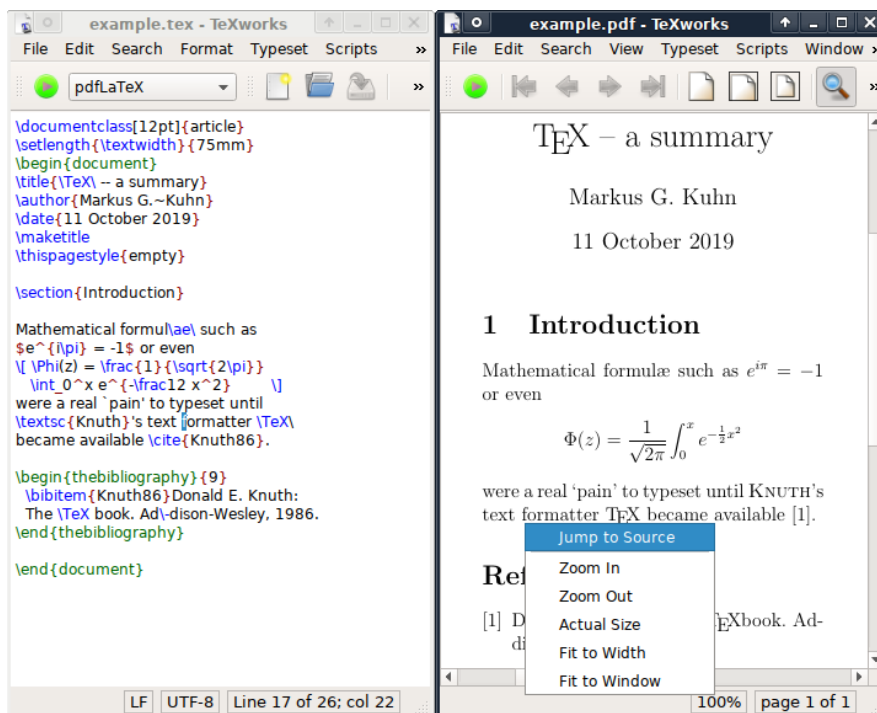 example.tex - TeXworks
File Edit Search Format Typeset Scripts »
pdfLaTeX »
\documentclass[12pt]{article}
\setlength{\textwidth}{75mm}
\begin{document}
\title{\TeX\ -- a summary}
\author{Markus G.~Kuhn}
\date{11 October 2019}
\maketitle
\thispagestyle{empty}
\section{Introduction}
Mathematical formul\ae\ such as
$e^{i\pi} = -1$ or even
\[ \Phi(z) = \frac{1}{\sqrt{2\pi}}
\int_0^x e^{-\frac12 x^2} \]
were a real `pain' to typeset until
\textsc{Knuth}'s text formatter \TeX\
became available \cite{Knuth86}.
\begin{thebibliography}{9}
\bibitem{Knuth86}Donald E. Knuth:
The \TeX book. Ad\-dison-Wesley, 1986.
\end{thebibliography}
\end{document}
LF UTF-8 Line 17 of 26; col 22
example.pdf - TeXworks
File Edit Search View Typeset Scripts Window »
»
TEX – a summary
Markus G. Kuhn
11 October 2019
1 Introduction
Mathematical formulæ such as e^{iπ} = −1
or even
Φ(z) = 1/√2π ∫_0^x e^{−½x²}
were a real ‘pain’ to typeset until KNUTH’s
text formatter TEX became available [1].
Jump to Source
Zoom In
Zoom Out
Actual Size
Fit to Width
Fit to Window
Ref
[1] D TEXbook. Ad-
di
100% page 1 of 1